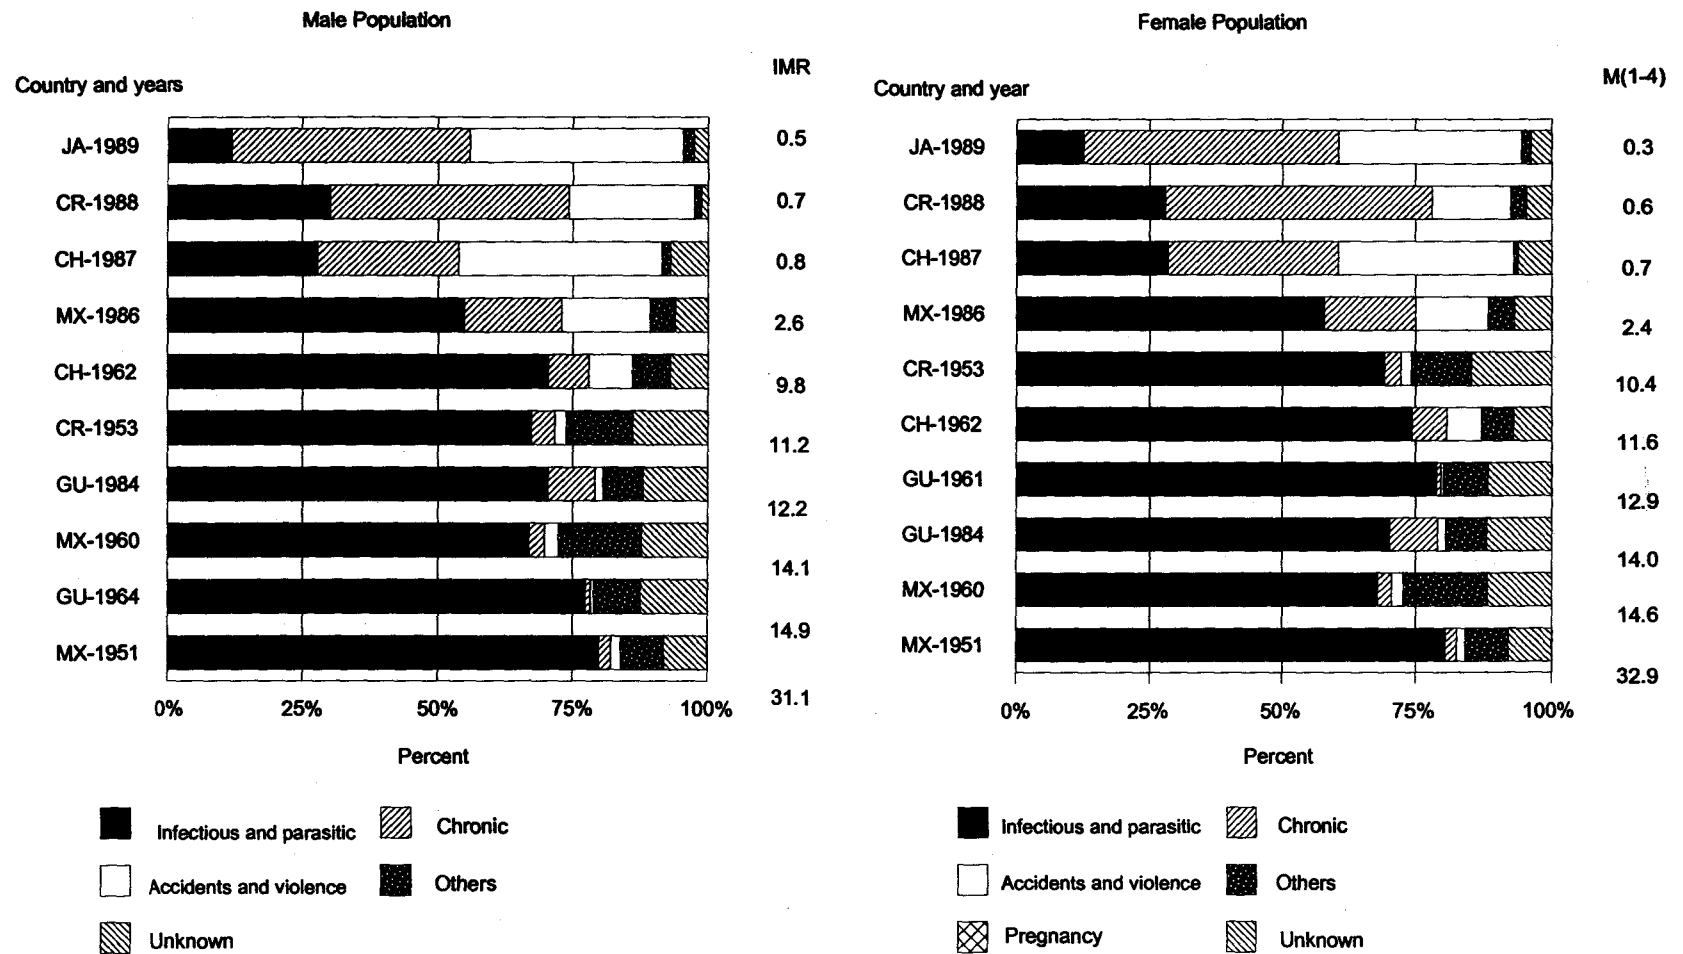 Male Population
Country and years
IMR
JA-1989 0.5
CR-1988 0.7
CH-1987 0.8
MX-1986 2.6
CH-1962 9.8
CR-1953 11.2
GU-1984 12.2
MX-1960 14.1
GU-1964 14.9
MX-1951 31.1
0% 25% 50% 75% 100%
Percent
Infectious and parasitic Chronic
Accidents and violence Others
Unknown
Female Population
Country and year
M(1-4)
JA-1989 0.3
CR-1988 0.6
CH-1987 0.7
MX-1986 2.4
CR-1953 10.4
CH-1962 11.6
GU-1961 12.9
GU-1984 14.0
MX-1960 14.6
MX-1951 32.9
0% 25% 50% 75% 100%
Percent
Infectious and parasitic Chronic
Accidents and violence Others
Pregnancy Unknown